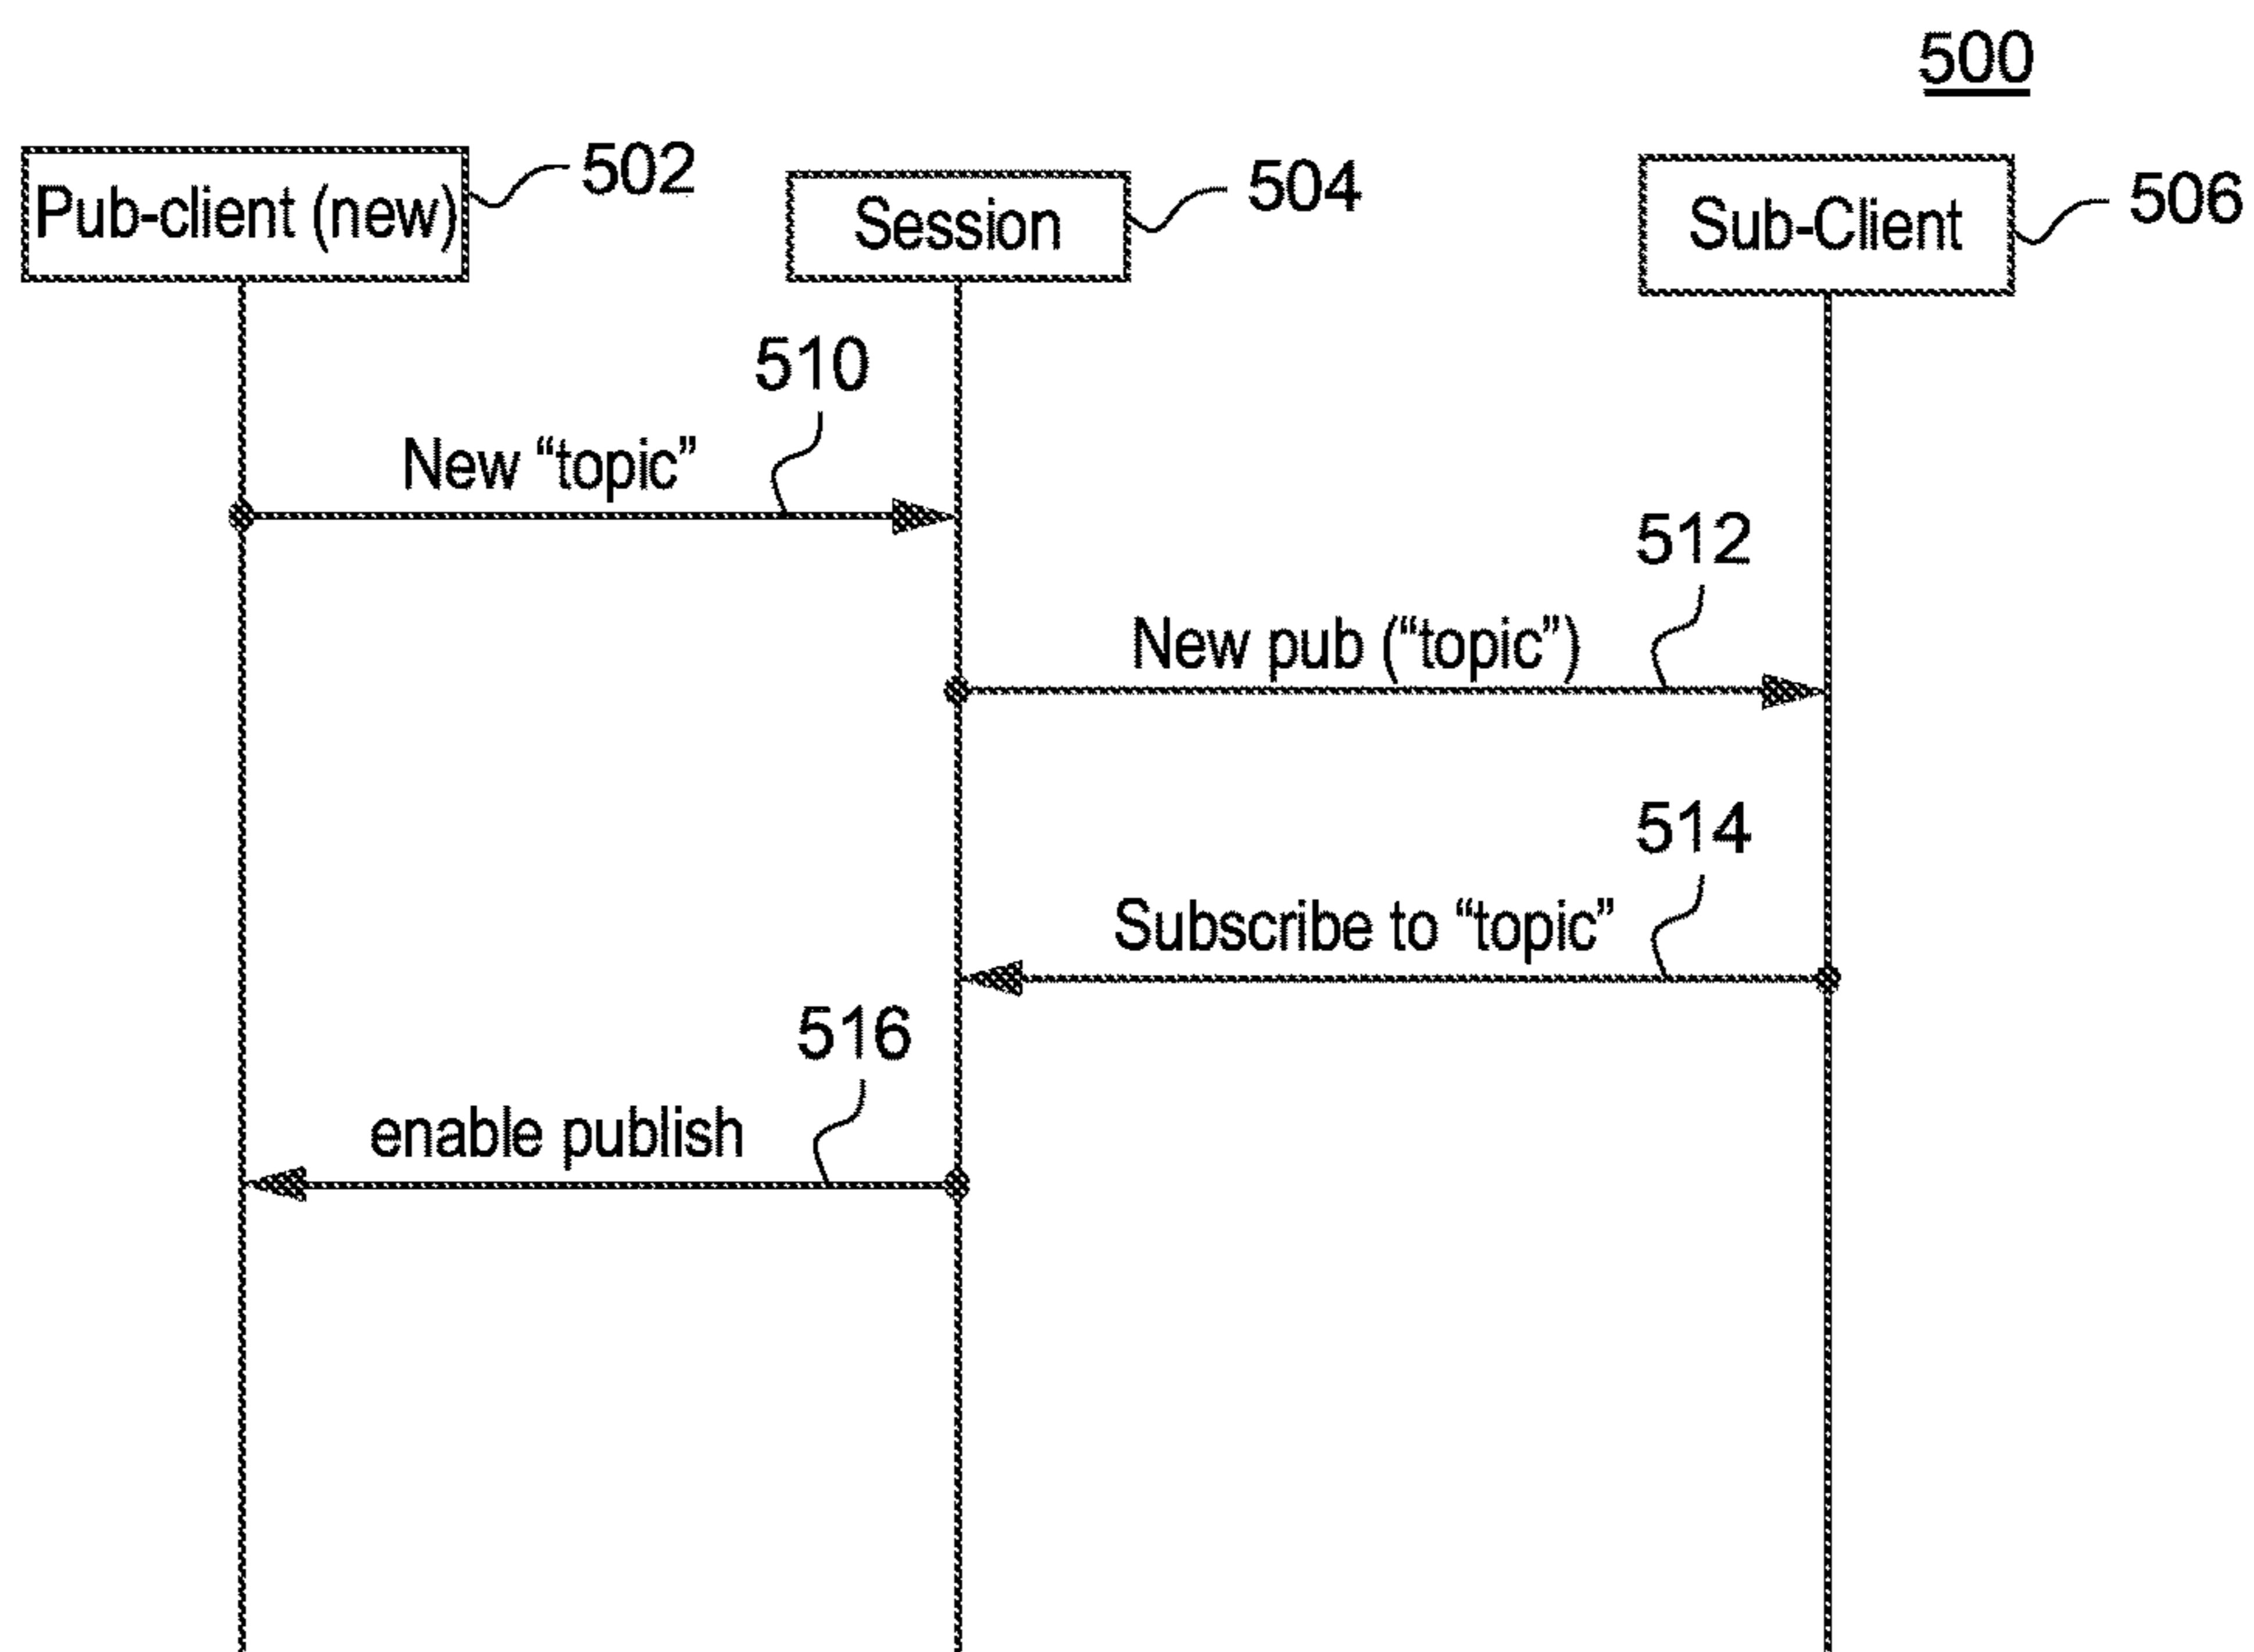 500
Pub-client (new)
502
Session
504
Sub-Client
506
510
New “topic”
512
New pub (“topic”)
514
Subscribe to “topic”
516
enable publish